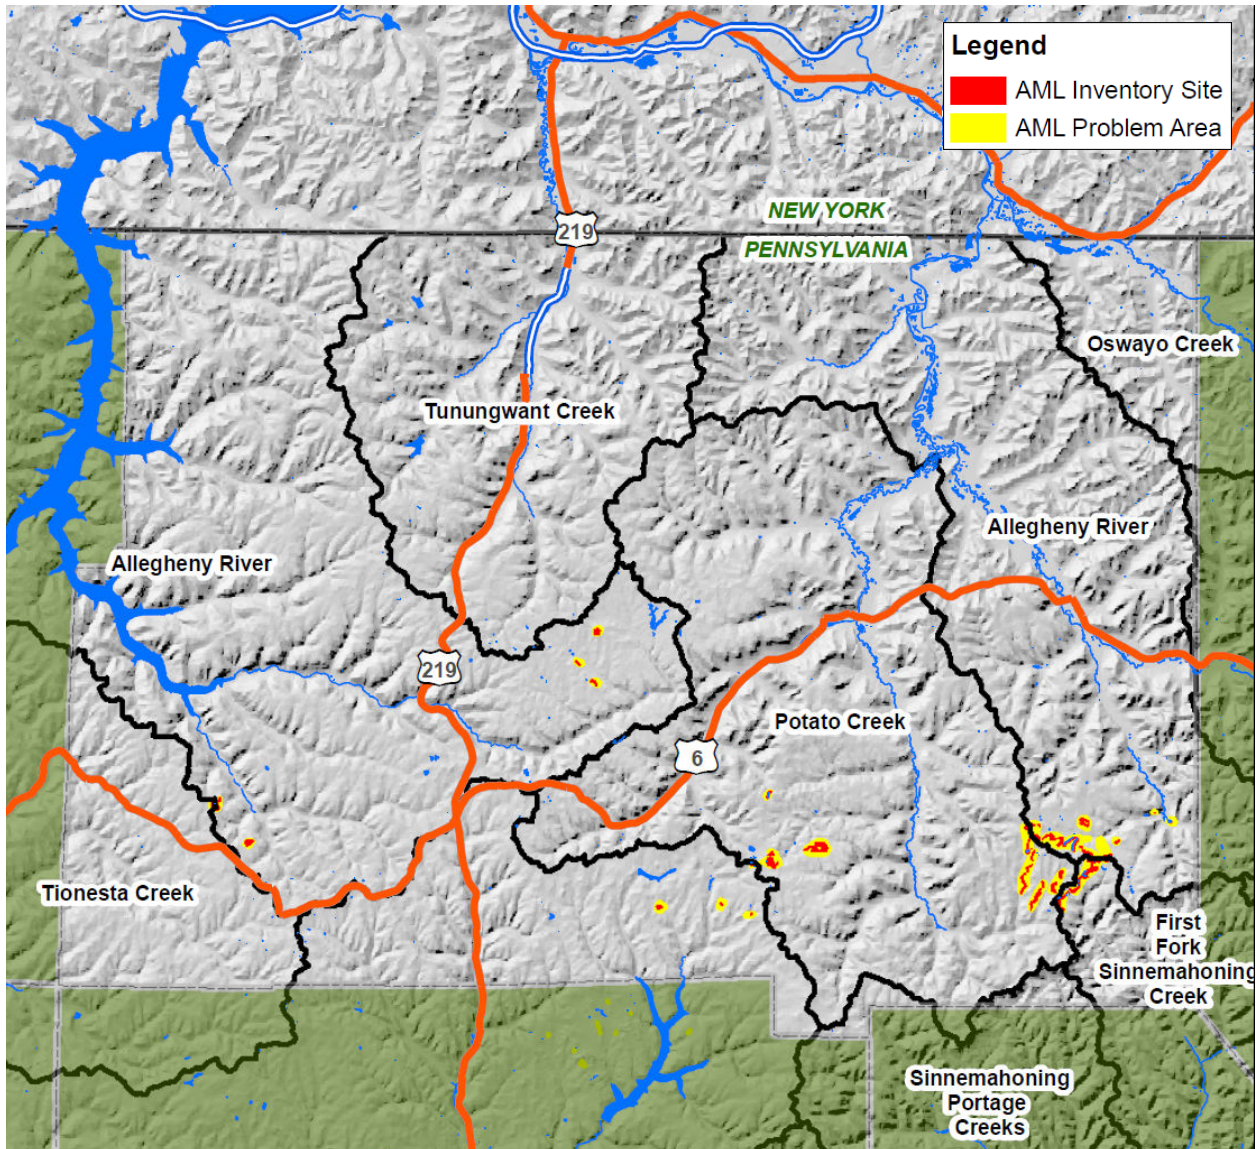 Legend
AML Inventory Site
AML Problem Area
NEW YORK
219
PENNSYLVANIA
Oswayo Creek
Tunungwant Creek
Allegheny River
Allegheny River
219
Potato Creek
6
Tionesta Creek
First
Fork
Sinnemahoning
Creek
Sinnemahoning
Portage
Creeks